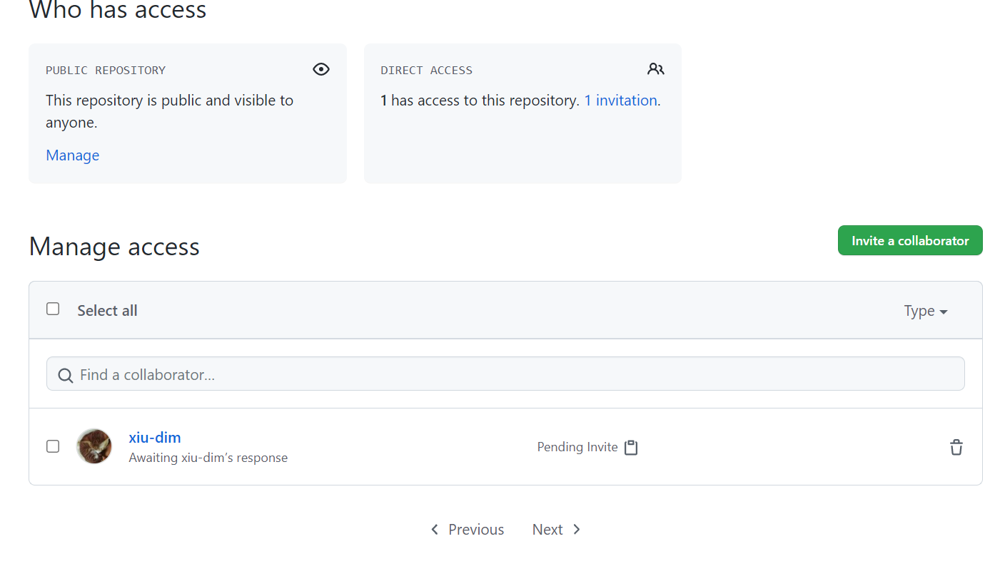 Who has access
PUBLIC REPOSITORY
This repository is public and visible to
anyone.
Manage
DIRECT ACCESS
1 has access to this repository. 1 invitation.
Manage access
Invite a collaborator
Select all
Type
Find a collaborator...
xiu-dim
Awaiting xiu-dim’s response
Pending Invite
Previous
Next